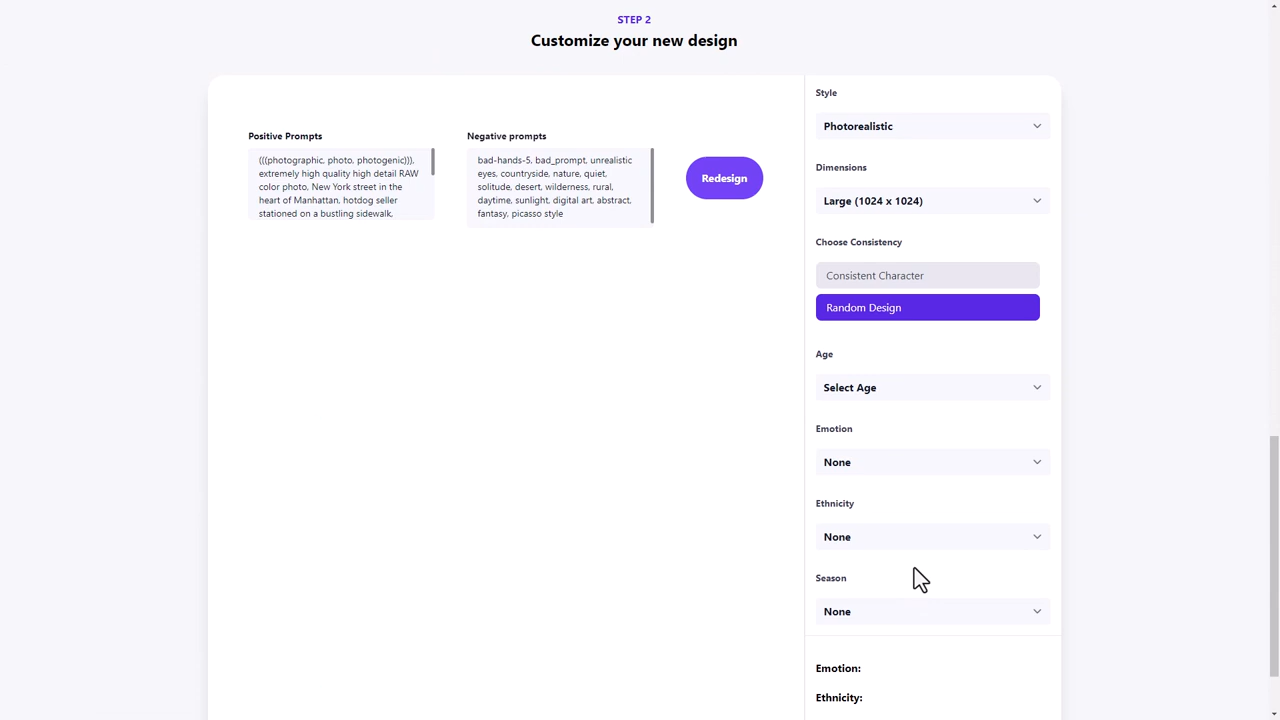 STEP 2
Customize your new design
Positive Prompts
(((photographic, photo, photogenic))),
extremely high quality high detail RAW
color photo, New York street in the
heart of Manhattan, hotdog seller
stationed on a bustling sidewalk,
Negative prompts
bad-hands-5, bad_prompt, unrealistic
eyes, countryside, nature, quiet,
solitude, desert, wilderness, rural,
daytime, sunlight, digital art, abstract,
fantasy, picasso style
Redesign
Style
Photorealistic
Dimensions
Large (1024 x 1024)
Choose Consistency
Consistent Character
Random Design
Age
Select Age
Emotion
None
Ethnicity
None
Season
None
Emotion:
Ethnicity: